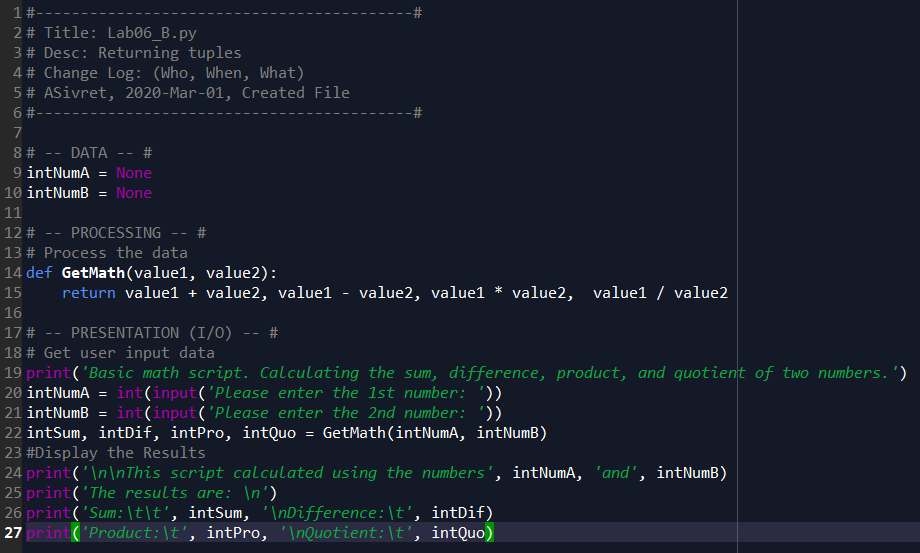 1 #------------------------------------------#
2 # Title: Lab06_B.py
3 # Desc: Returning tuples
4 # Change Log: (Who, When, What)
5 # ASivret, 2020-Mar-01, Created File
6 #------------------------------------------#
7
8 # -- DATA -- #
9 intNumA = None
10 intNumB = None
11
12 # -- PROCESSING -- #
13 # Process the data
14 def GetMath(value1, value2):
15     return value1 + value2, value1 - value2, value1 * value2,  value1 / value2
16
17 # -- PRESENTATION (I/O) -- #
18 # Get user input data
19 print('Basic math script. Calculating the sum, difference, product, and quotient of two numbers.')
20 intNumA = int(input('Please enter the 1st number: '))
21 intNumB = int(input('Please enter the 2nd number: '))
22 intSum, intDif, intPro, intQuo = GetMath(intNumA, intNumB)
23 #Display the Results
24 print('\n\nThis script calculated using the numbers', intNumA, 'and', intNumB)
25 print('The results are: \n')
26 print('Sum:\t\t', intSum, '\nDifference:\t', intDif)
27 print('Product:\t', intPro, '\nQuotient:\t', intQuo)